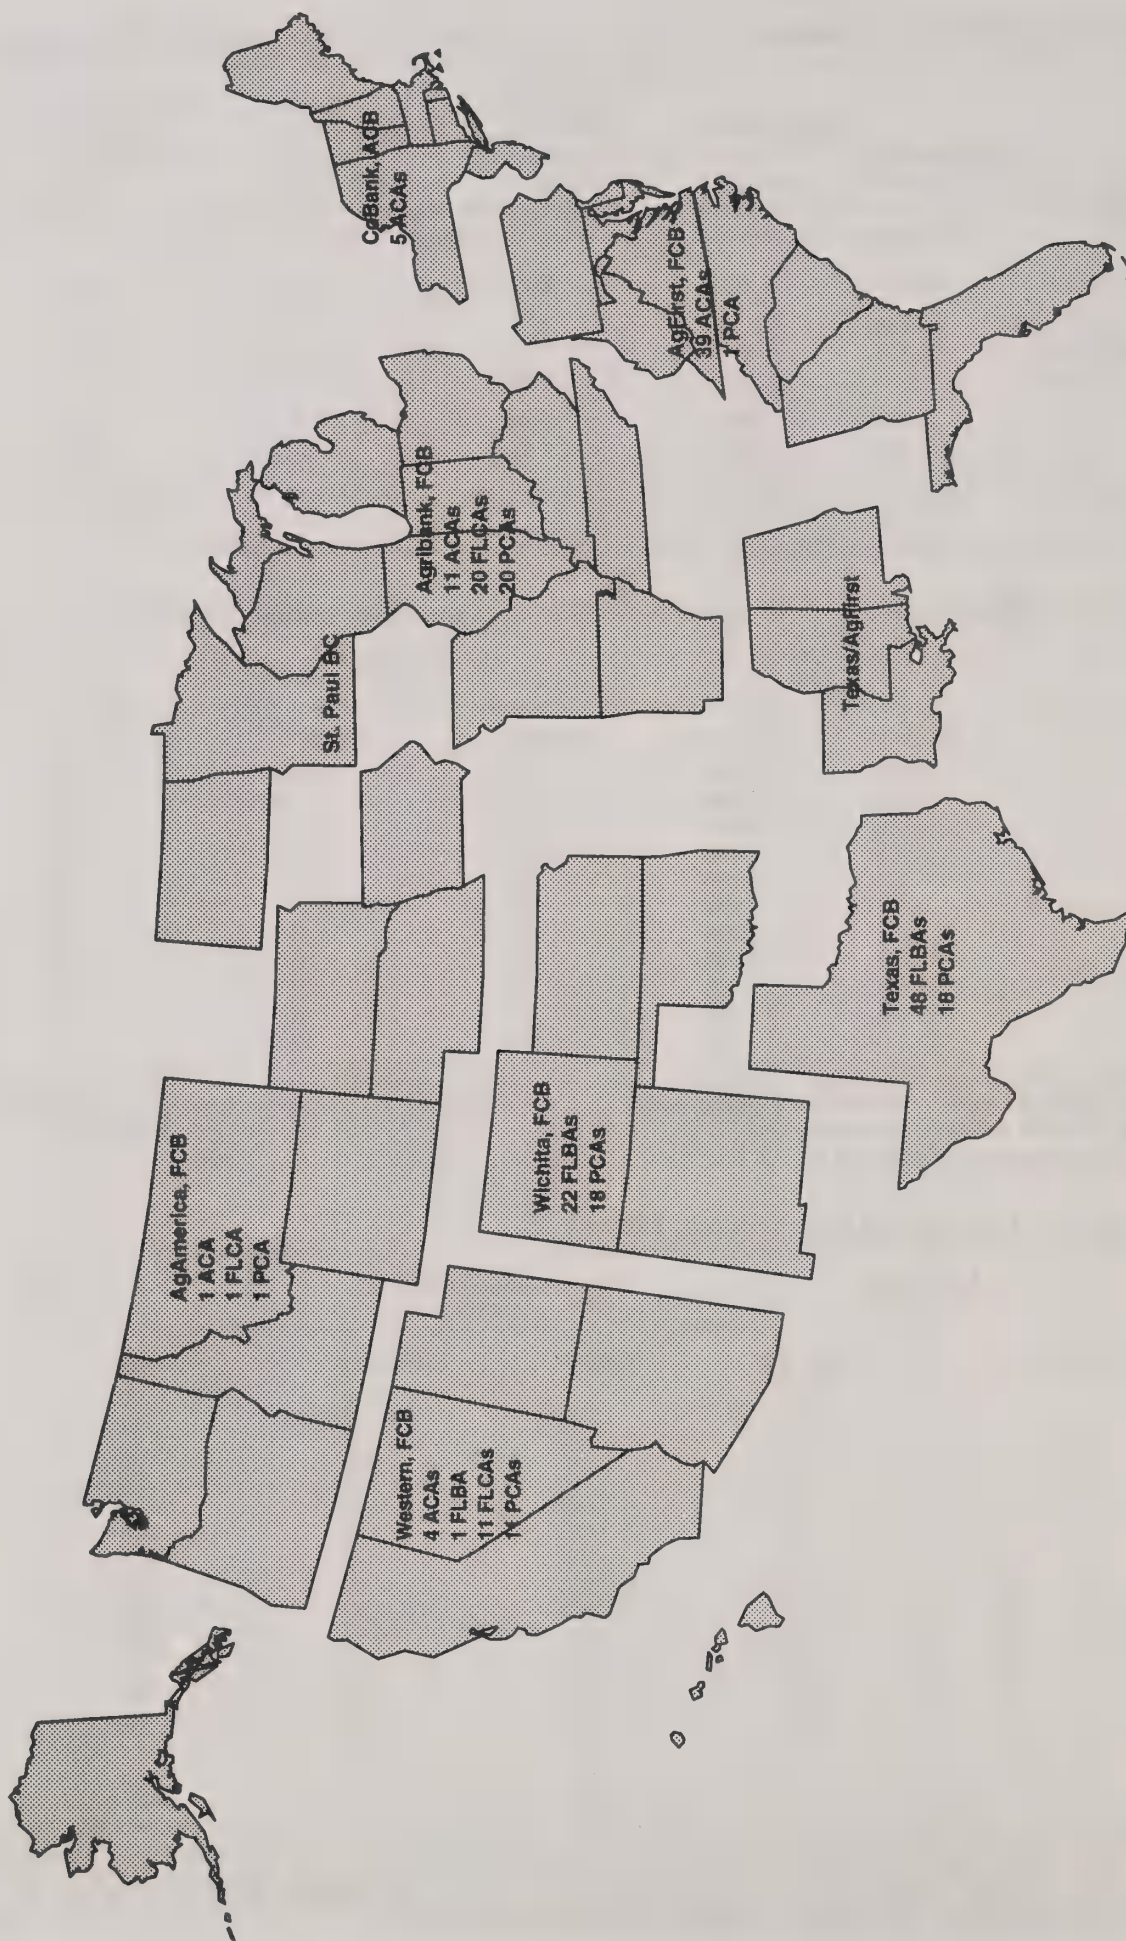 AgAmerica, FCB
1 ACA
1 FLCA
1 PCA
Western, FCB
4 ACAs
1 FLBA
11 FLCAs
11 PCAs
Wichita, FCB
22 FLBAs
18 PCAs
Texas, FCB
48 FLBAs
18 PCAs
St. Paul BC
Agribank, FCB
11 ACAs
20 FLCAs
20 PCAs
Texas/AgFirst
CoBank, ACB
5 ACAs
AgFirst, FCB
39 ACAs
1 PCA